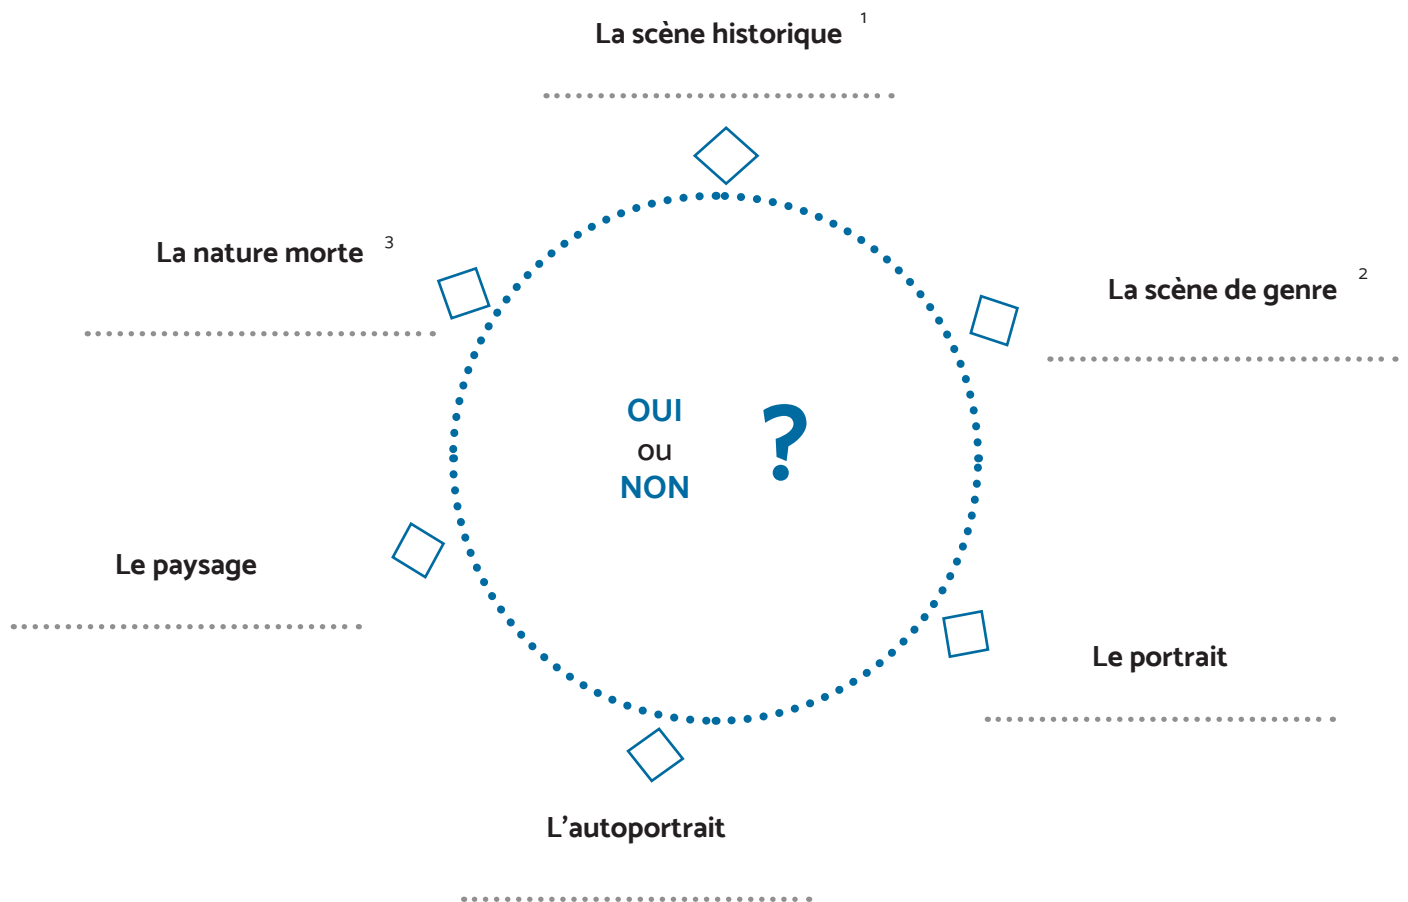 La scène historique 1
La nature morte 3
La scène de genre 2
OUI
ou
NON
?
Le paysage
Le portrait
L’autoportrait